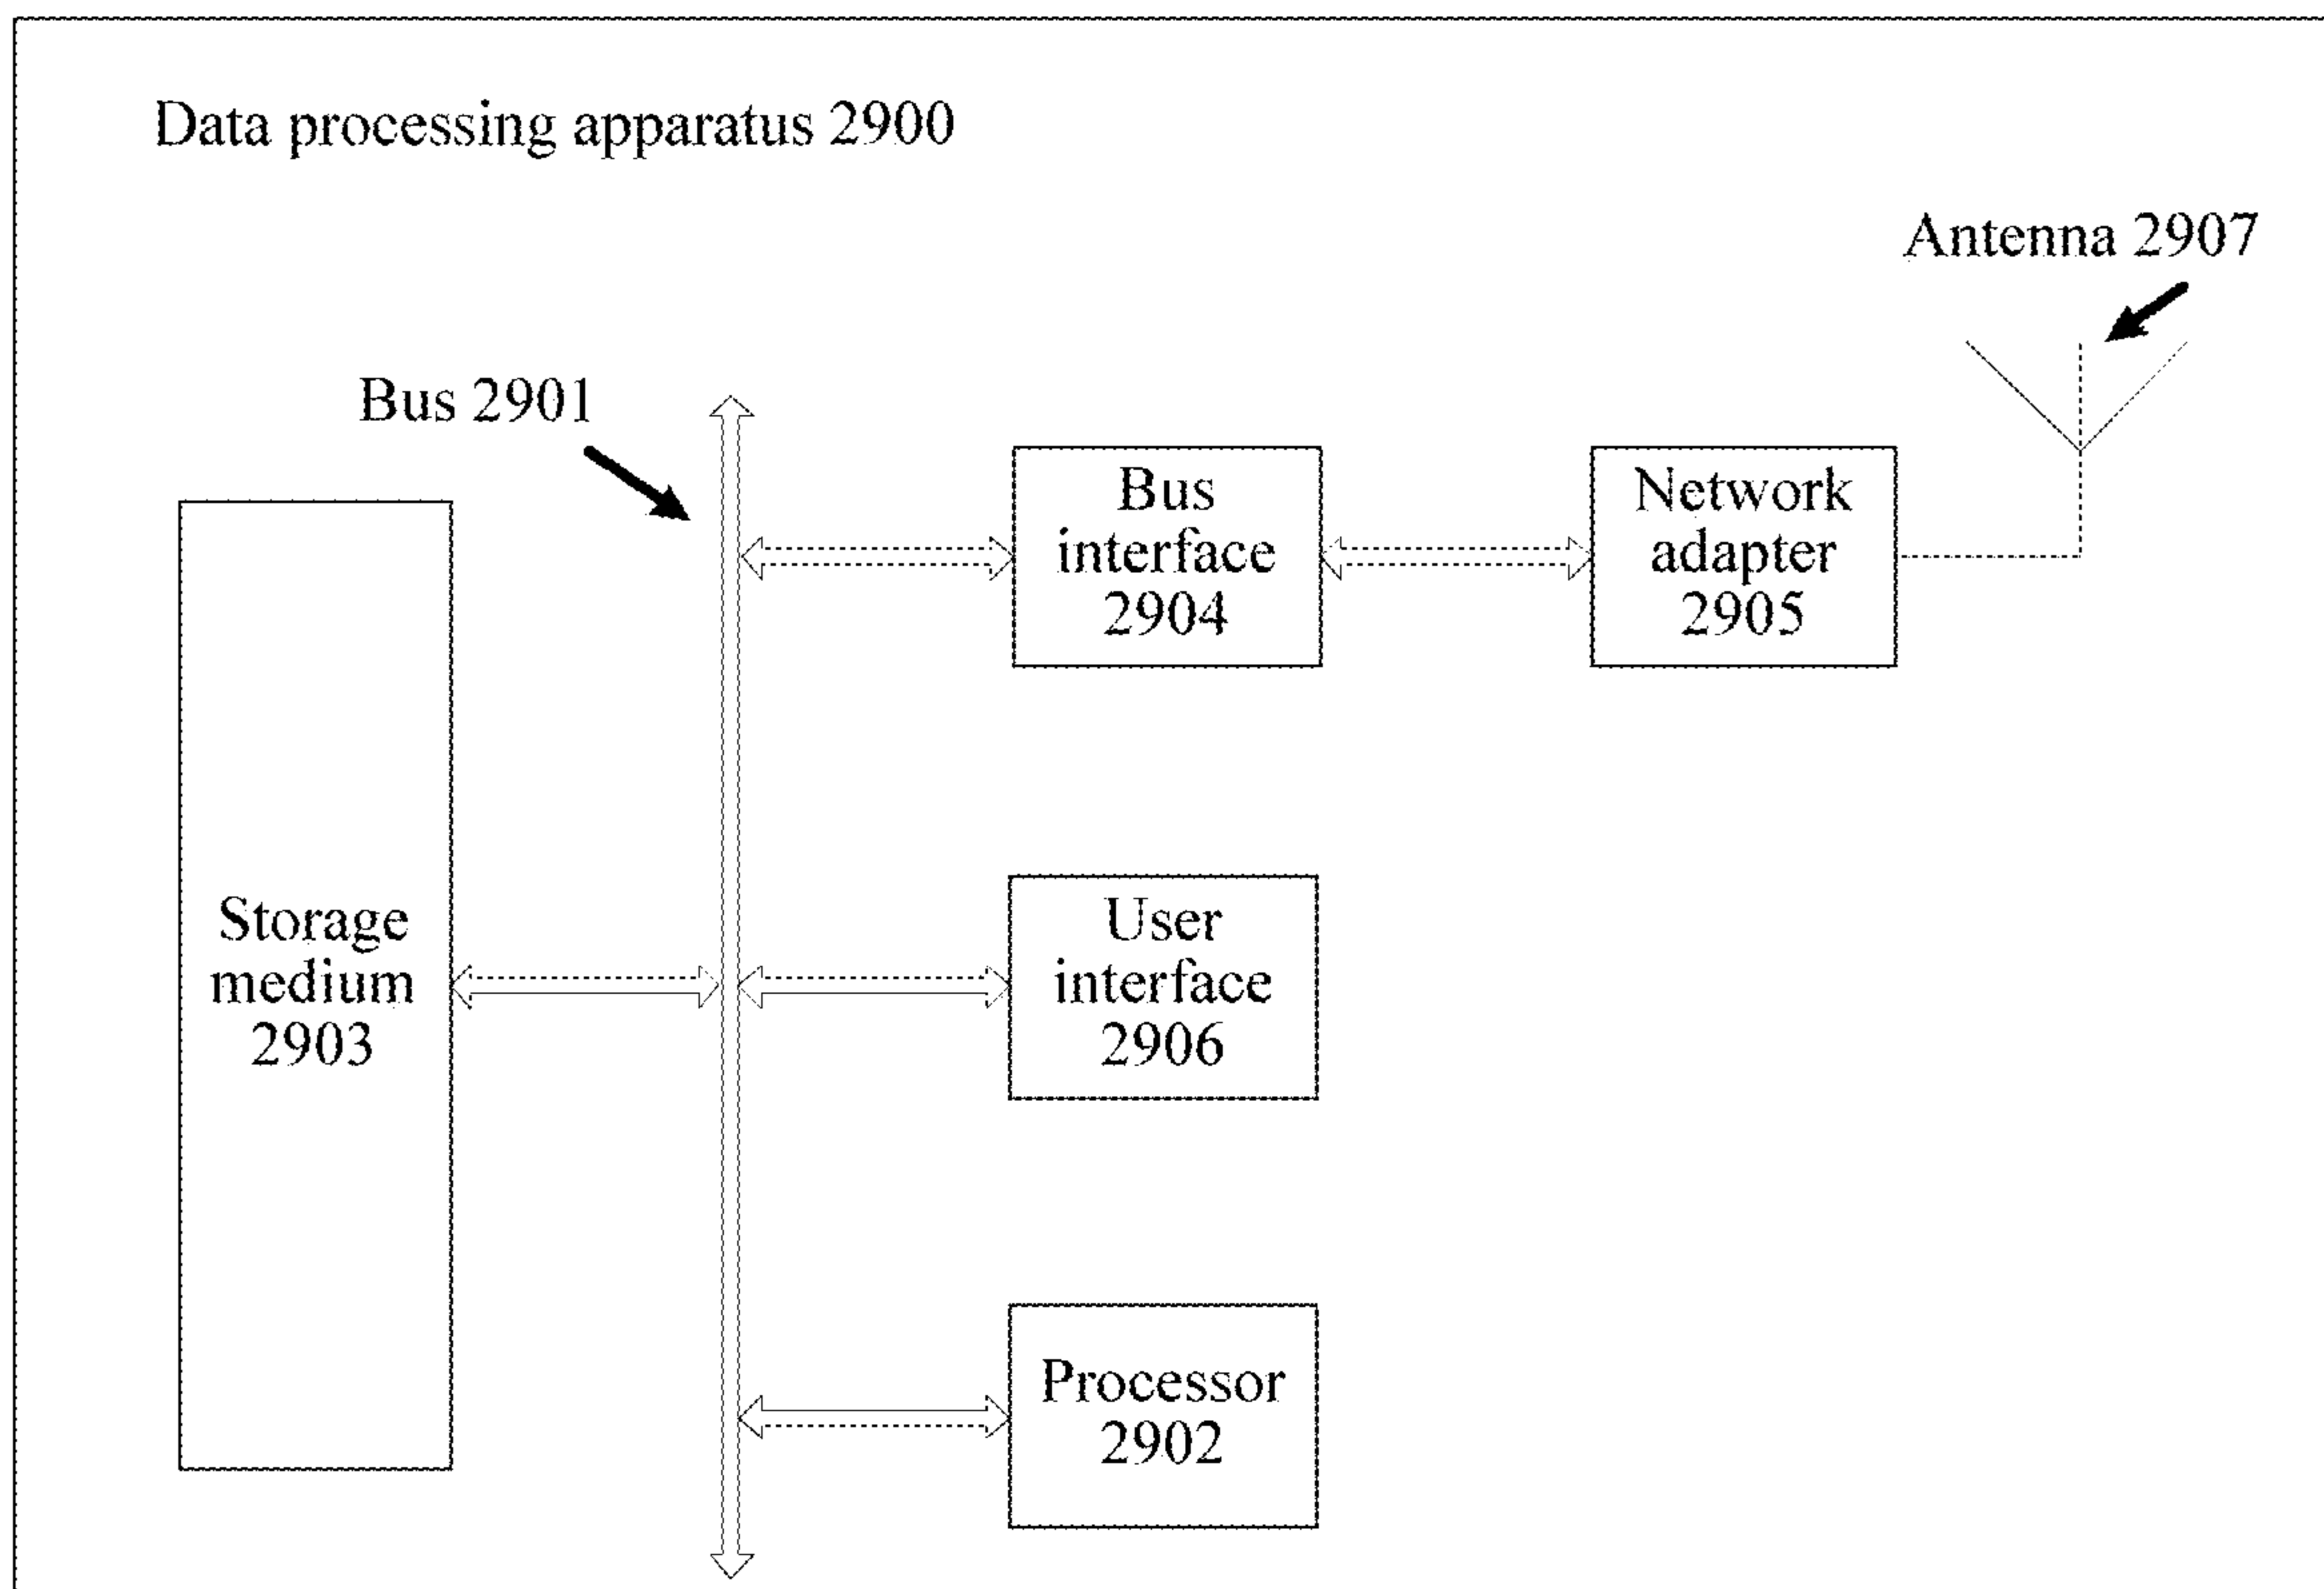 Data processing apparatus 2900
Antenna 2907
Bus 2901
Bus
interface
2904
Network
adapter
2905
Storage
medium
2903
User
interface
2906
Processor
2902